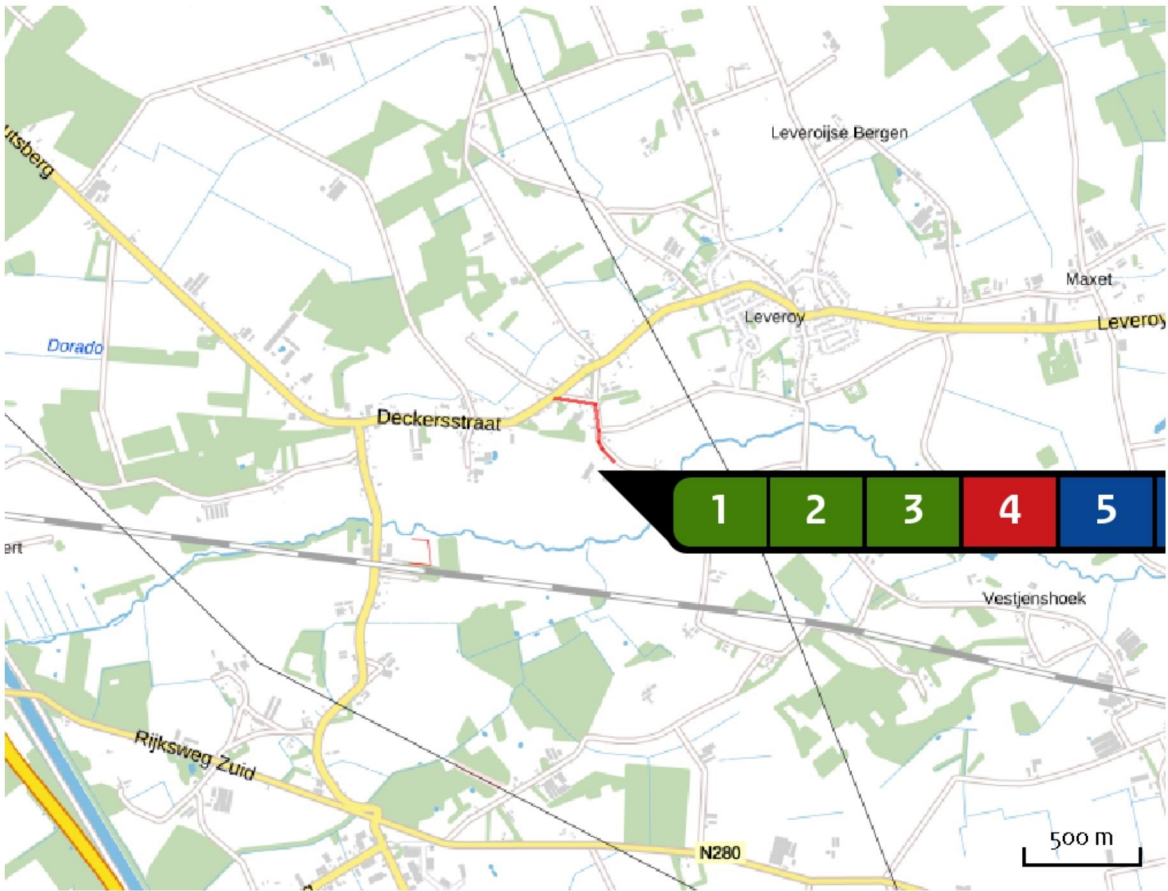 Leveroijse Bergen
utsberg
Maxet
Leveroy
Leveroy
Dorado
Deckersstraat
1 2 3 4 5
ert
Vestjenshoek
Rijksweg Zuid
500 m
N280